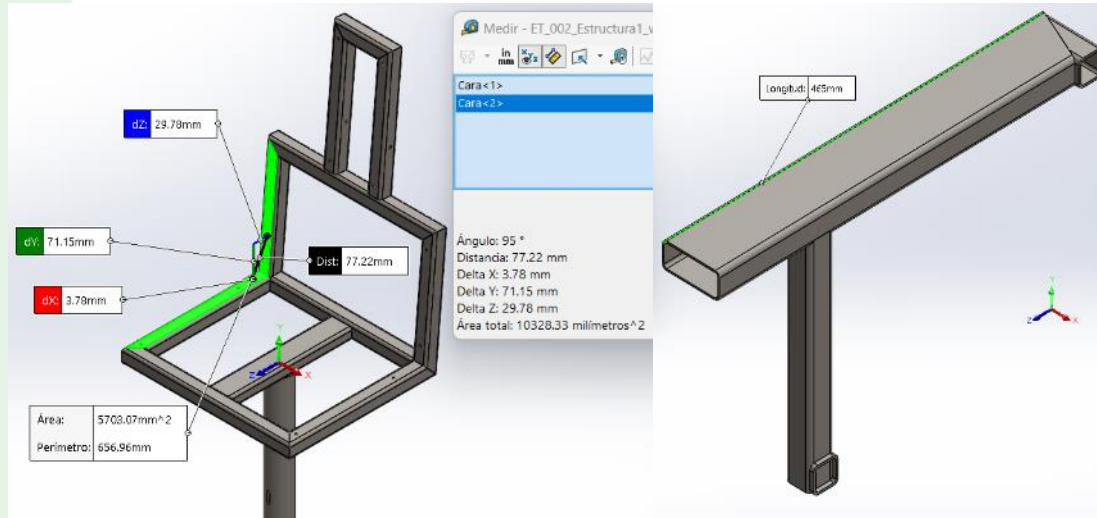 Medir - ET_002_Estructura1_v
in
mm
Cara<1>
Cara<2>
Ángulo: 95 °
Distancia: 77.22 mm
Delta X: 3.78 mm
Delta Y: 71.15 mm
Delta Z: 29.78 mm
Área total: 10328.33 milímetros^2
dZ: 29.78mm
dY: 71.15mm
Dist: 77.22mm
dX: 3.78mm
Área: 5703.07mm^2
Perímetro: 656.96mm
Y
Z
X
Longitud: 465mm
Y
Z
X